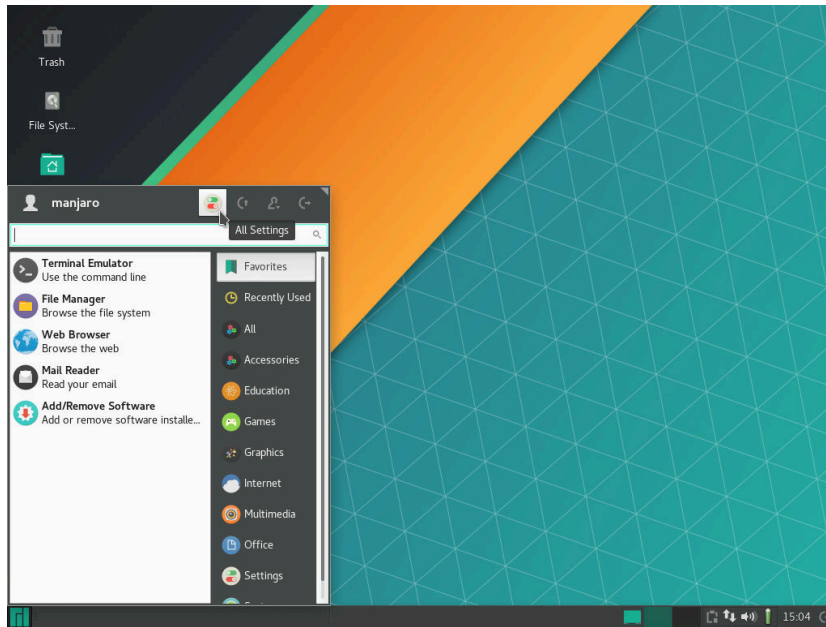 Trash
File Syst...
manjaro
All Settings
Terminal Emulator
Use the command line
File Manager
Browse the file system
Web Browser
Browse the web
Mail Reader
Read your email
Add/Remove Software
Add or remove software installe...
Favorites
Recently Used
All
Accessories
Education
Games
Graphics
Internet
Multimedia
Office
Settings
15:04